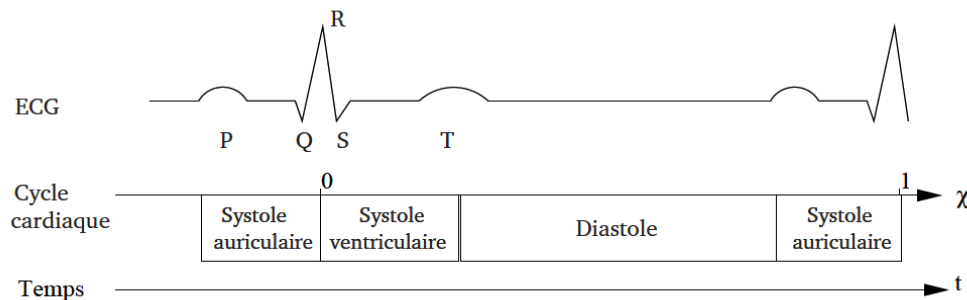 R
ECG
P Q S T
0 1
Cycle
cardiaque
χ
Systole
auriculaire
Systole
ventriculaire
Diastole
Systole
auriculaire
Temps
t